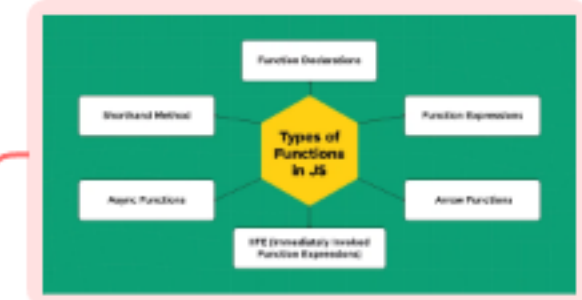 Function Declarations
Shorthand Method
Function Expressions
Types of
Functions
in JS
Async Functions
Arrow Functions
IIFE (Immediately Invoked
Function Expressions)